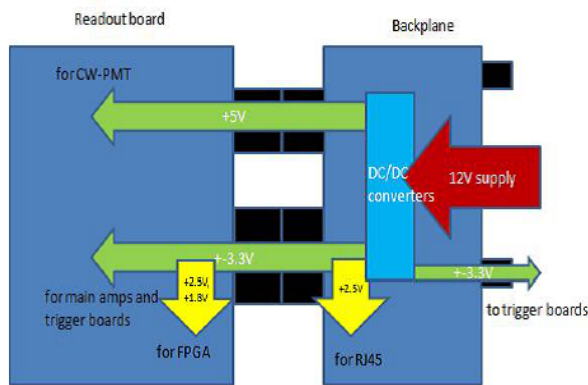 Readout board
Backplane
for CW-PMT
+5V
DC/DC
converters
12V supply
+-3.3V
+-3.3V
+2.5V,
+1.8V
+2.5V
for main amps and
trigger boards
to trigger boards
for FPGA
for RJ45